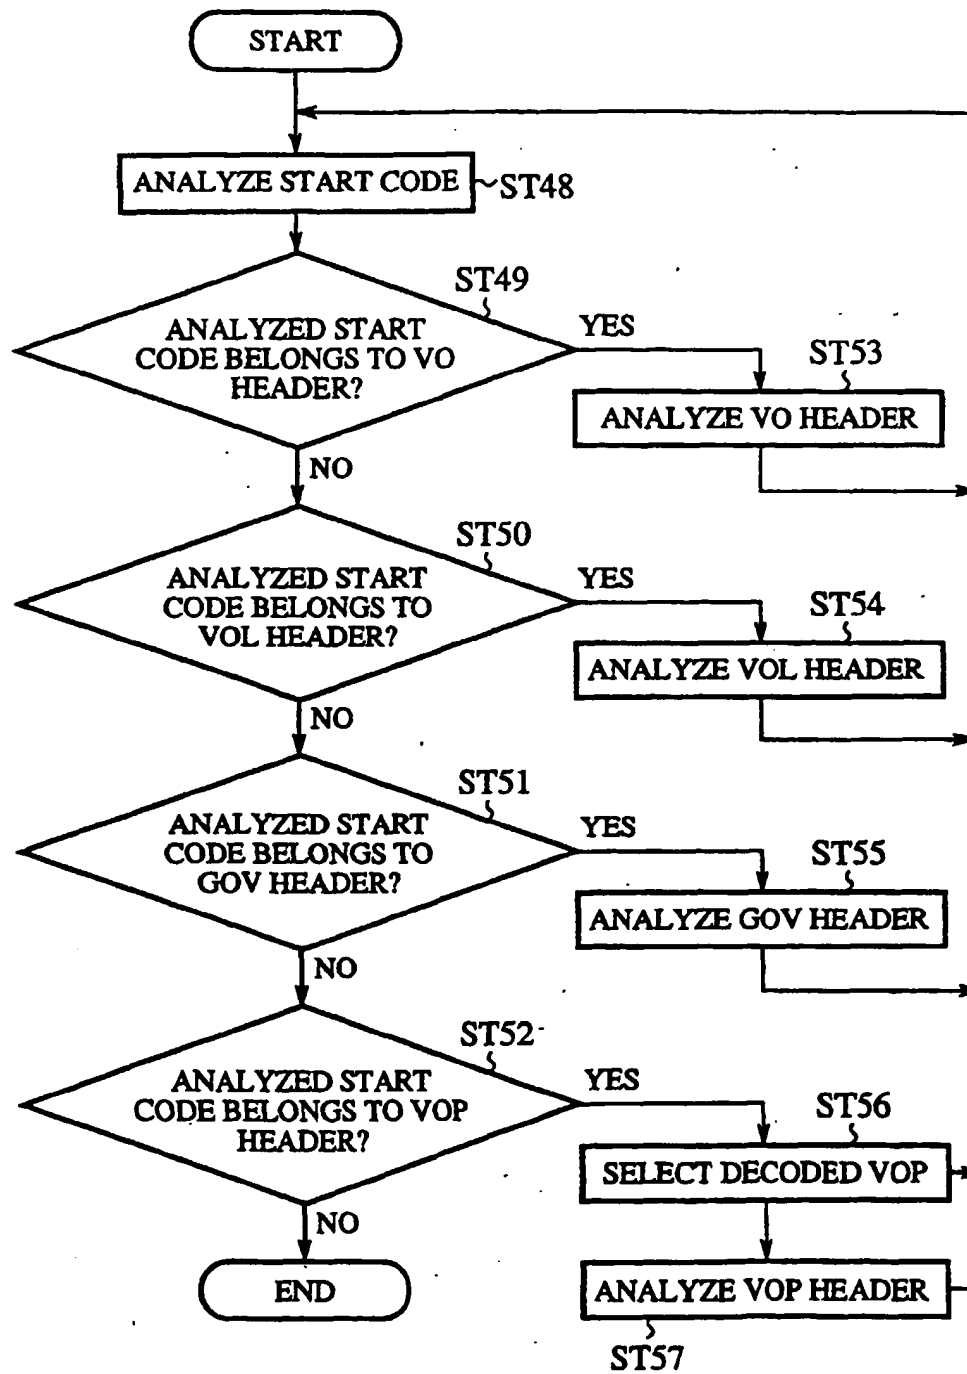 START
ANALYZE START CODE
ST48
ST49
ANALYZED START
CODE BELONGS TO VO
HEADER?
YES
ST53
ANALYZE VO HEADER
NO
ST50
ANALYZED START
CODE BELONGS TO
VOL HEADER?
YES
ST54
ANALYZE VOL HEADER
NO
ST51
ANALYZED START
CODE BELONGS TO
GOV HEADER?
YES
ST55
ANALYZE GOV HEADER
NO
ST52
ANALYZED START
CODE BELONGS TO VOP
HEADER?
YES
ST56
SELECT DECODED VOP
NO
END
ANALYZE VOP HEADER
ST57